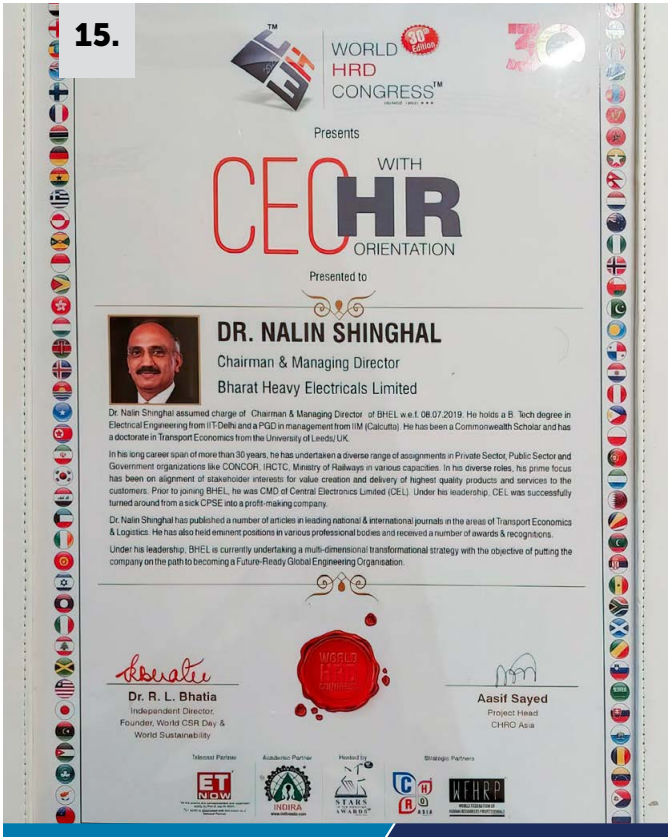 15.
TM
WORLD
HRD
CONGRESS™
30th
Edition
Presents
CEO WITH
HR
ORIENTATION
Presented to
DR. NALIN SHINGHAL
Chairman & Managing Director
Bharat Heavy Electricals Limited
Dr. Nalin Shinghal assumed charge of Chairman & Managing Director of BHEL w.e.f. 08.07.2019. He holds a B. Tech degree in
Electrical Engineering from IIT-Delhi and a PGD in management from IIM (Calcutta). He has been a Commonwealth Scholar and has
a doctorate in Transport Economics from the University of Leeds/ UK.
In his long career span of more than 30 years, he has undertaken a diverse range of assignments in Private Sector, Public Sector and
Government organizations like CONCOR, IRCTC, Ministry of Railways in various capacities. In his diverse roles, his prime focus
has been on alignment of stakeholder interests for value creation and delivery of highest quality products and services to the
customers. Prior to joining BHEL, he was CMD of Central Electronics Limited (CEL). Under his leadership, CEL was successfully
turned around from a sick CPSE into a profit-making company.
Dr. Nalin Shinghal has published a number of articles in leading national & international journals in the areas of Transport Economics
& Logistics. He has also held eminent positions in various professional bodies and received a number of awards & recognitions.
Under his leadership, BHEL is currently undertaking a multi-dimensional transformational strategy with the objective of putting the
company on the path to becoming a Future-Ready Global Engineering Organisation.
WORLD
HRD
CONGRESS
Dr. R. L. Bhatia
Independent Director,
Founder, World CSR Day &
World Sustainability
Aasif Sayed
Project Head
CHRO Asia
Telecast Partner
Academic Partner
Hosted by
Strategic Partners
ET
NOW
INDIRA
STARS
AWARDS
CHRO
ASIA
WFHRP
WORLD FEDERATION OF